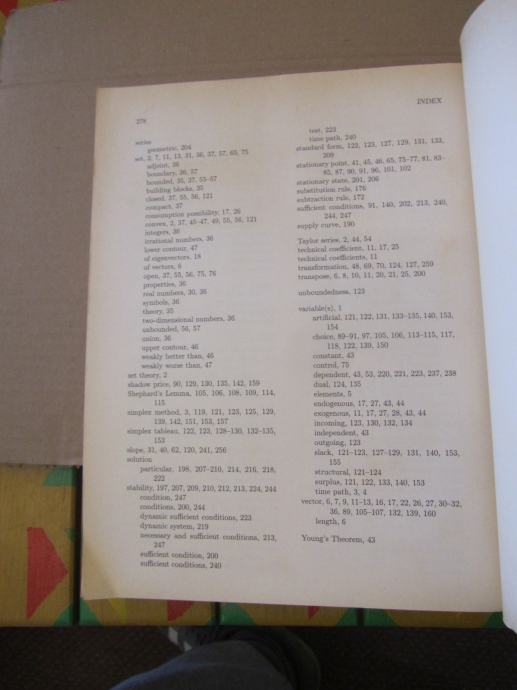 278
INDEX
series
geometric, 204
set, 2, 7, 11, 13, 31, 36, 37, 57, 65, 75
adjoint, 36
boundary, 36, 57
bounded, 35, 37, 55–57
building blocks, 35
closed, 37, 55, 56, 121
compact, 37
consumption possibility, 17, 26
convex, 2, 37, 45–47, 49, 55, 56, 121
integers, 36
irrational numbers, 36
lower contour, 47
of eigenvectors, 18
of vectors, 6
open, 37, 55, 56, 75, 76
properties, 36
real numbers, 30, 36
symbols, 36
theory, 35
two-dimensional numbers, 36
unbounded, 56, 57
union, 36
upper contour, 46
weakly better than, 46
weakly worse than, 47
set theory, 2
shadow price, 90, 129, 130, 135, 142, 159
Shephard's Lemma, 105, 106, 108, 109, 114,
115
simplex method, 3, 119, 121, 123, 125, 129,
139, 142, 151, 153, 157
simplex tableau, 122, 123, 128–130, 132–135,
153
slope, 31, 40, 62, 120, 241, 256
solution
particular, 198, 207–210, 214, 216, 218,
222
stability, 197, 207, 209, 210, 212, 213, 224, 244
condition, 247
conditions, 200, 244
dynamic sufficient conditions, 223
dynamic system, 219
necessary and sufficient conditions, 213,
247
sufficient condition, 200
sufficient conditions, 240
test, 223
time path, 240
standard form, 122, 123, 127, 129, 131, 133,
209
stationary point, 41, 45, 46, 65, 75–77, 81, 83–
85, 87, 90, 91, 96, 101, 102
stationary state, 201, 206
substitution rule, 176
subtraction rule, 172
sufficient conditions, 91, 140, 202, 213, 240,
244, 247
supply curve, 190
Taylor series, 2, 44, 54
technical coefficient, 11, 17, 25
technical coefficients, 11
transformation, 48, 69, 70, 124, 127, 259
transpose, 6, 8, 10, 11, 20, 21, 25, 200
unboundedness, 123
variable(s), 1
artificial, 121, 122, 131, 133–135, 140, 153,
154
choice, 89–91, 97, 105, 106, 113–115, 117,
118, 122, 139, 150
constant, 43
control, 75
dependent, 43, 53, 220, 221, 223, 237, 238
dual, 124, 135
elements, 5
endogenous, 17, 27, 43, 44
exogenous, 11, 17, 27, 28, 43, 44
incoming, 123, 130, 132, 134
independent, 43
outgoing, 123
slack, 121–123, 127–129, 131, 140, 153,
155
structural, 121–124
surplus, 121, 122, 133, 140, 153
time path, 3, 4
vector, 6, 7, 9, 11–13, 16, 17, 22, 26, 27, 30–32,
36, 89, 105–107, 132, 139, 160
length, 6
Young's Theorem, 43